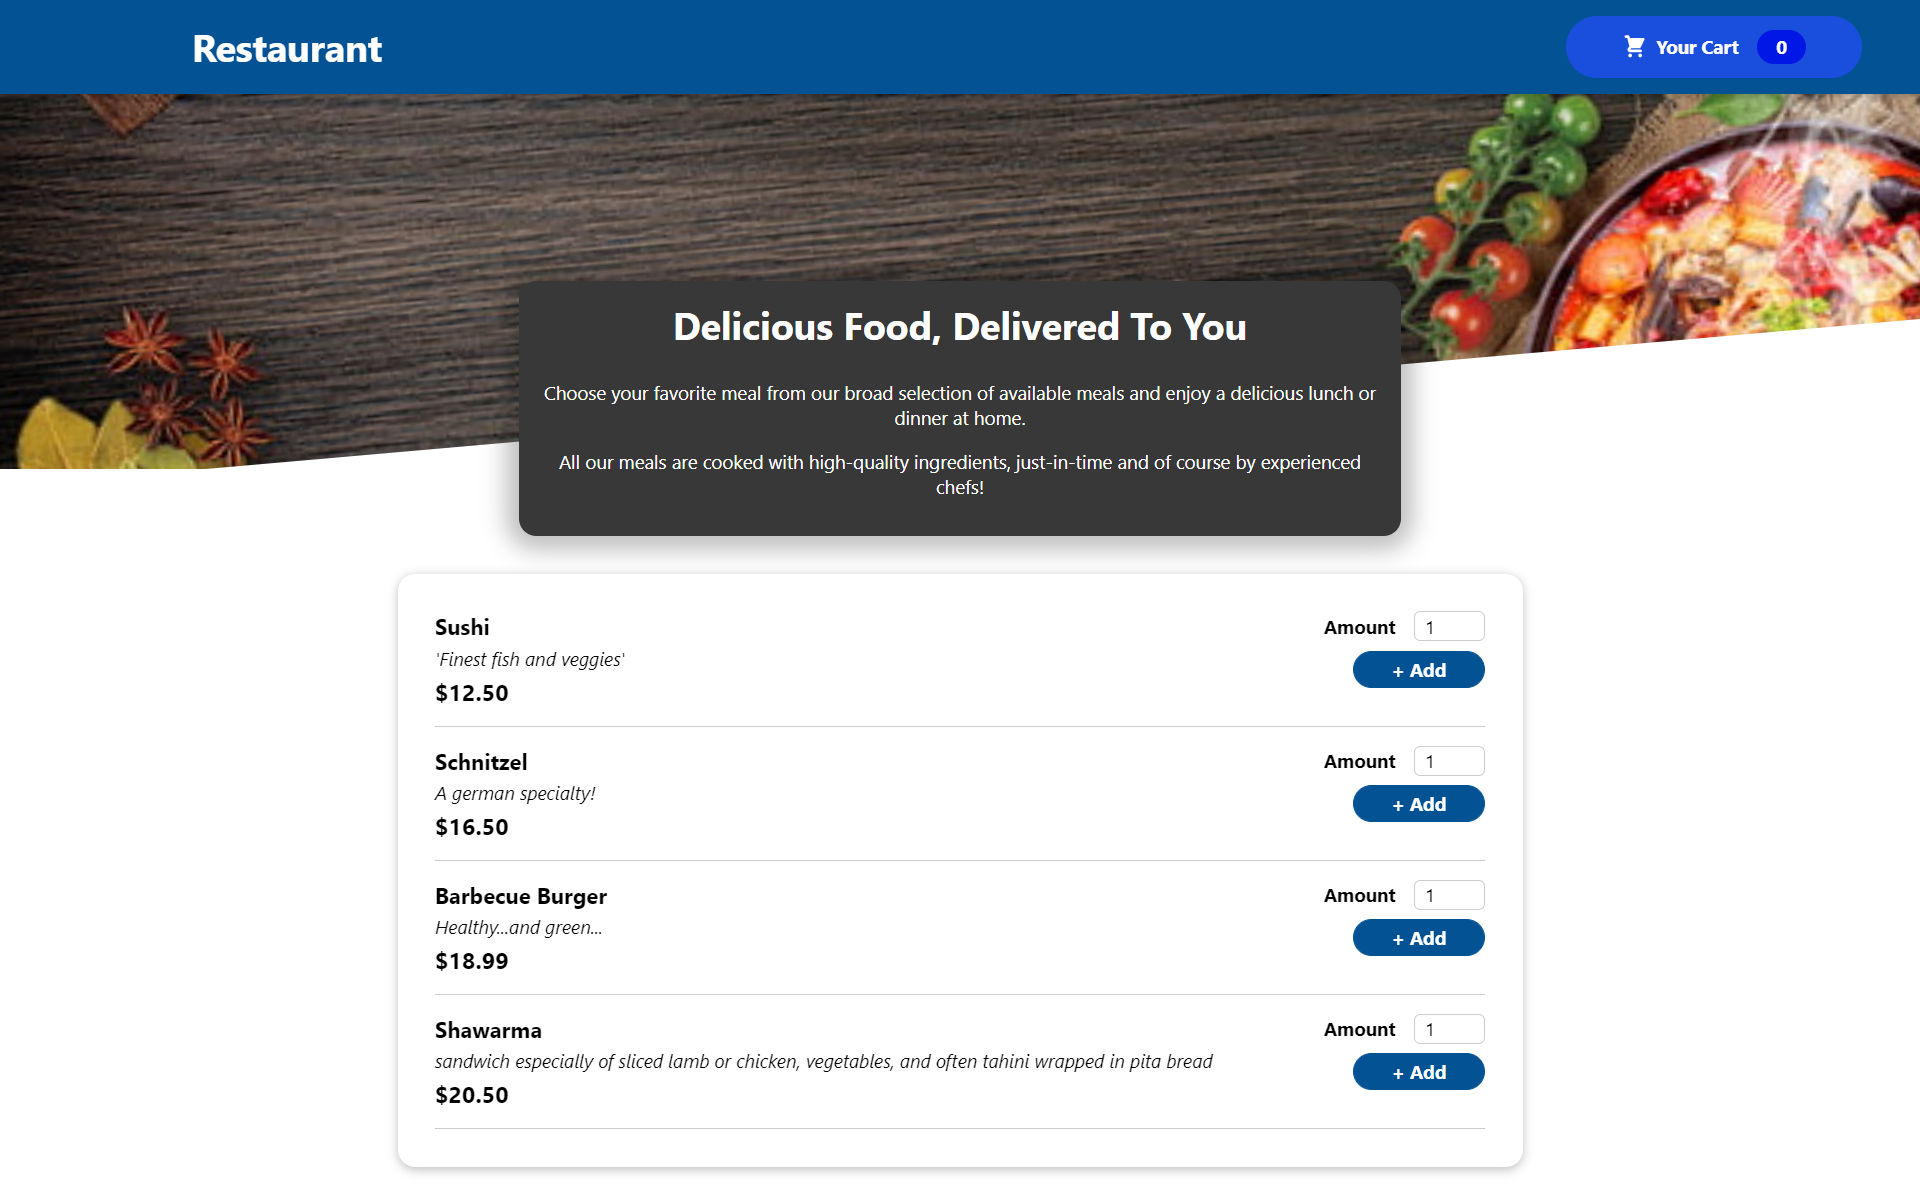 Restaurant
Your Cart 0
Delicious Food, Delivered To You
Choose your favorite meal from our broad selection of available meals and enjoy a delicious lunch or
dinner at home.
All our meals are cooked with high-quality ingredients, just-in-time and of course by experienced
chefs!
Sushi
'Finest fish and veggies'
$12.50
Amount 1
+ Add
Schnitzel
A german specialty!
$16.50
Amount 1
+ Add
Barbecue Burger
Healthy...and green...
$18.99
Amount 1
+ Add
Shawarma
sandwich especially of sliced lamb or chicken, vegetables, and often tahini wrapped in pita bread
$20.50
Amount 1
+ Add